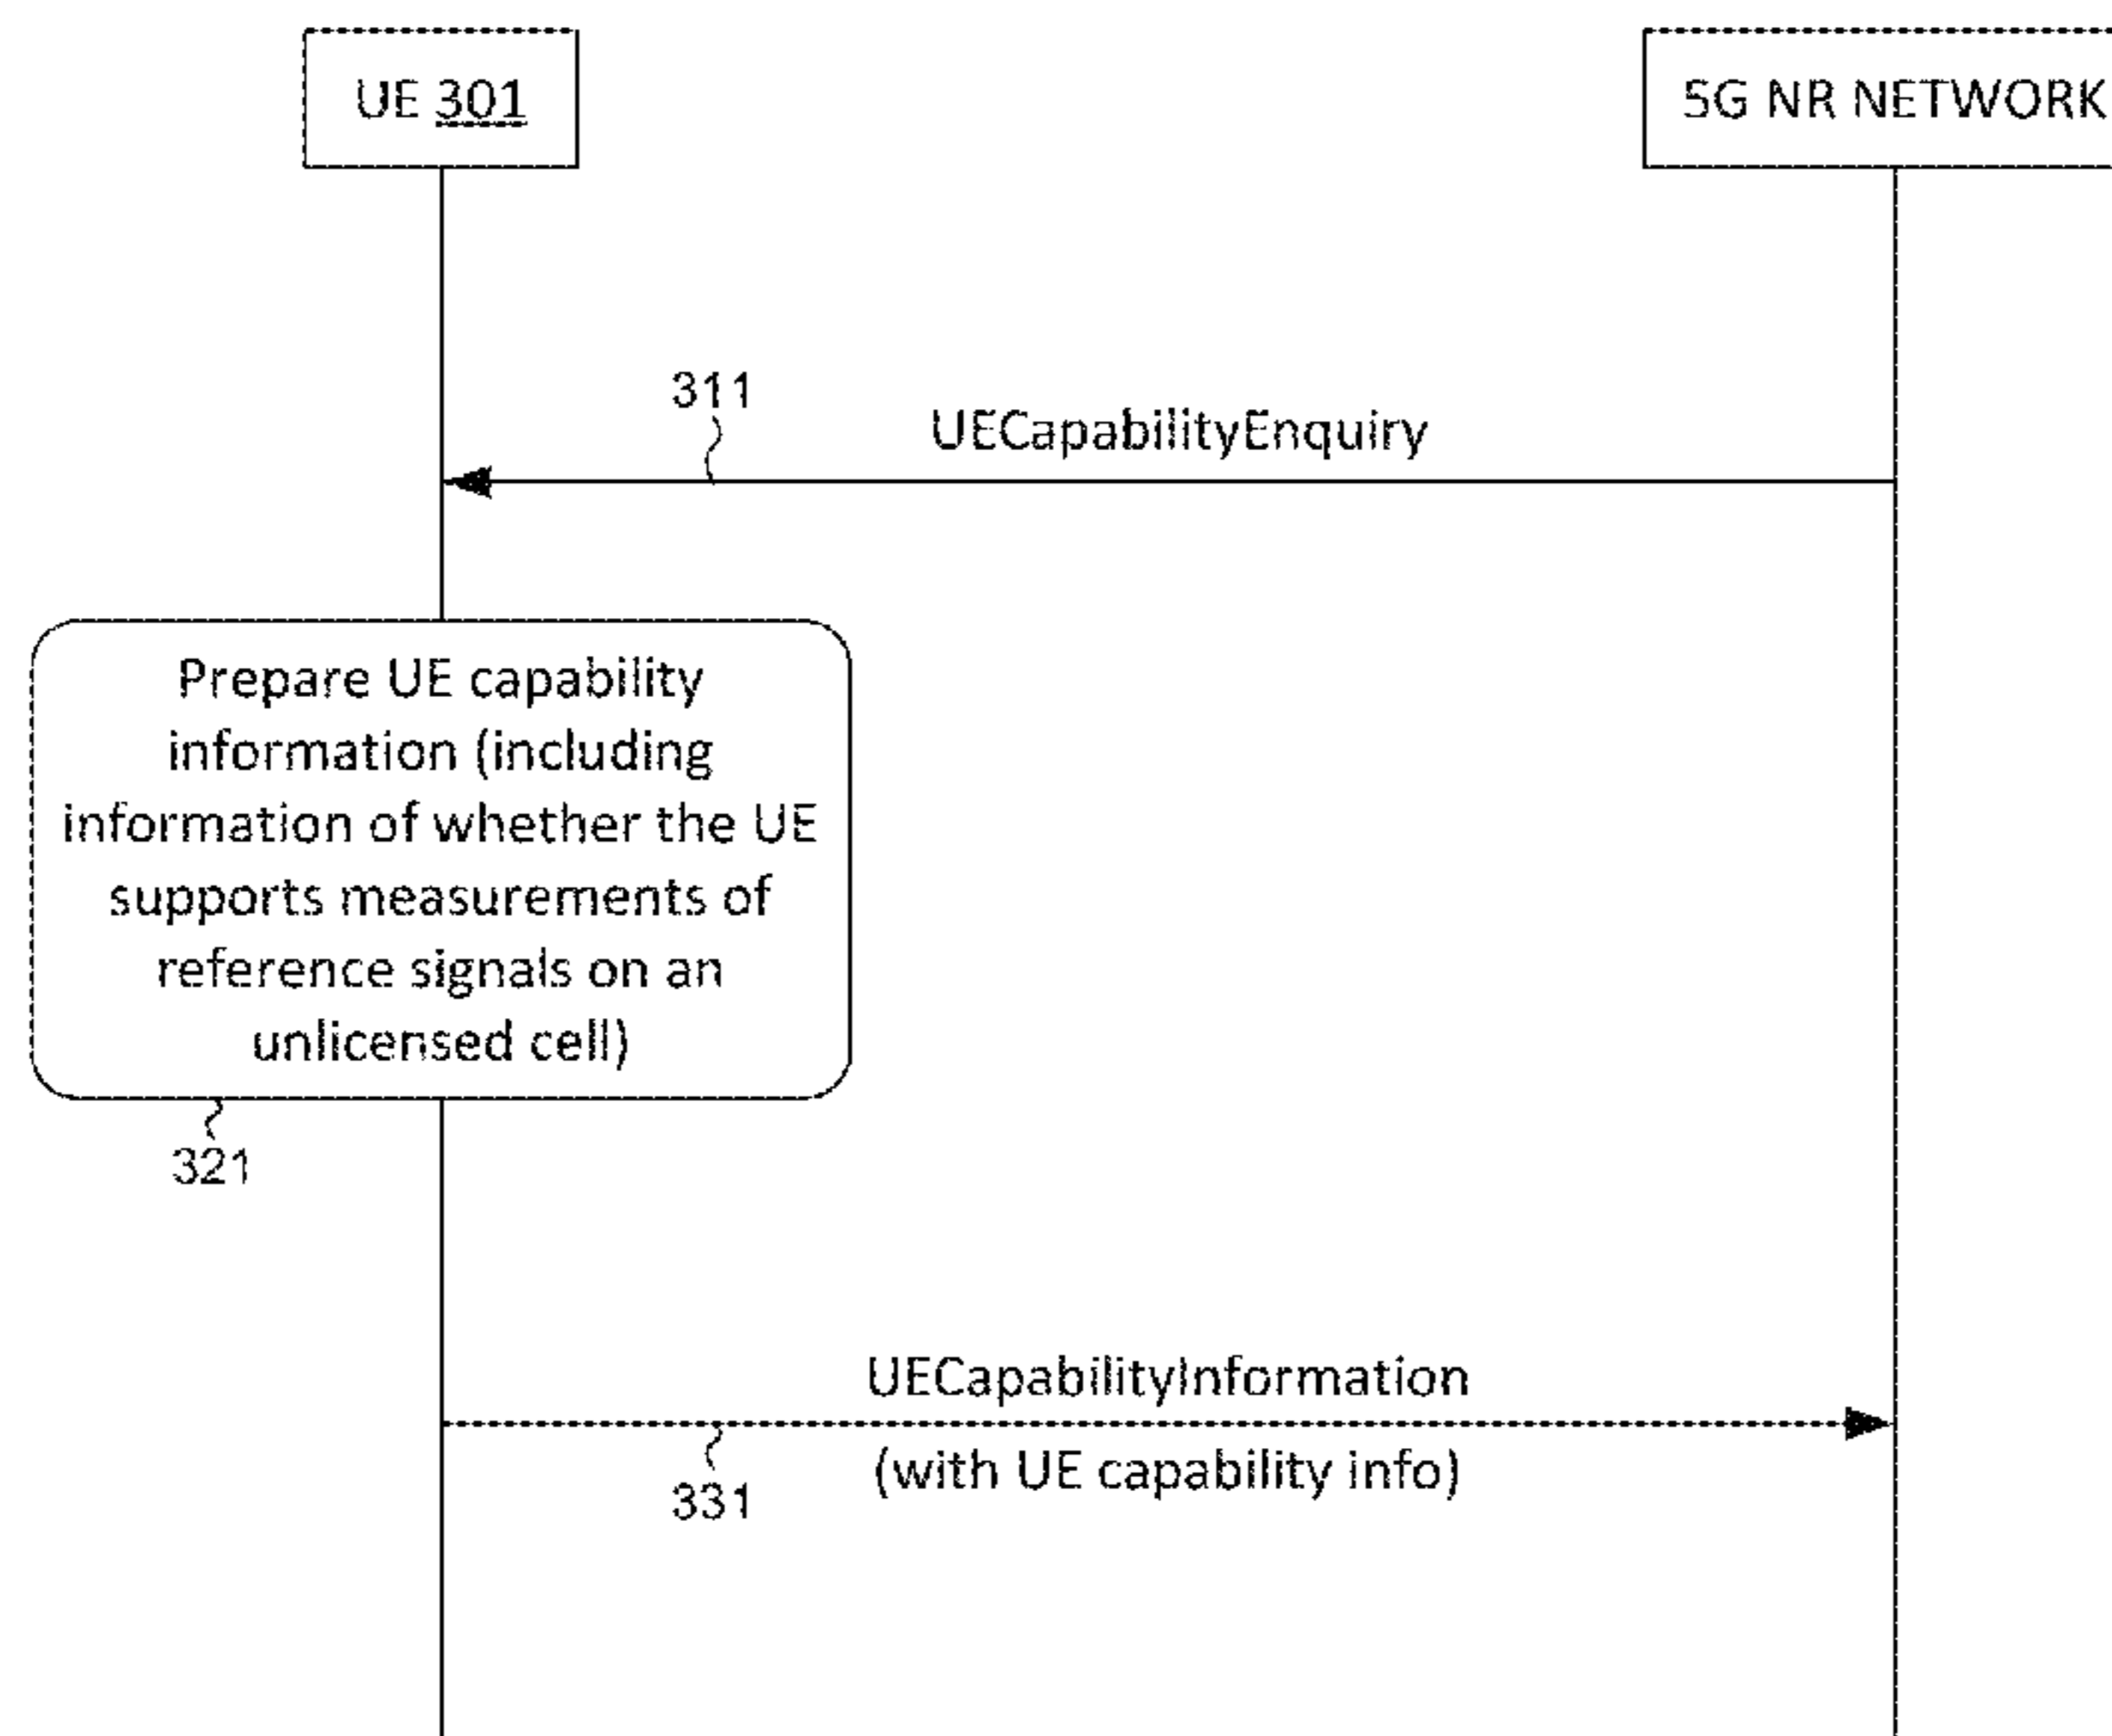 UE 301
5G NR NETWORK
311
UECapabilityEnquiry
Prepare UE capability
information (including
information of whether the UE
supports measurements of
reference signals on an
unlicensed cell)
321
UECapabilityInformation
(with UE capability info)
331